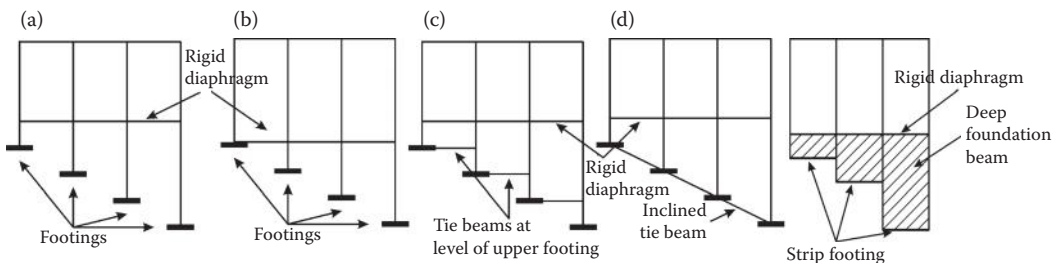 (a)
(b)
(c)
(d)
Rigid
diaphragm
Footings
Footings
Tie beams at
level of upper footing
Rigid
diaphragm
Inclined
tie beam
Rigid diaphragm
Deep
foundation
beam
Strip footing